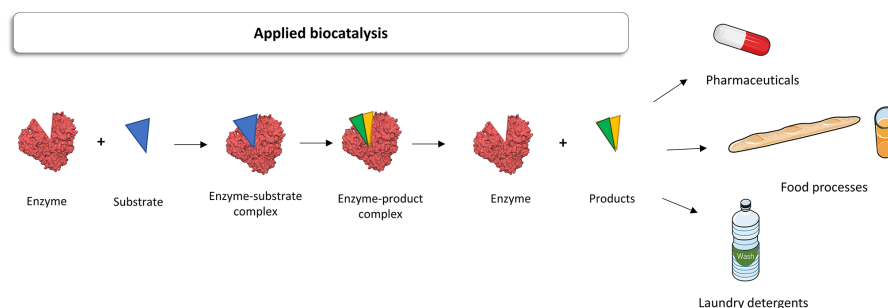 Applied biocatalysis
Pharmaceuticals
+
+
Enzyme
Substrate
Enzyme-substrate
complex
Enzyme-product
complex
Enzyme
Products
Food processes
Wash
Laundry detergents